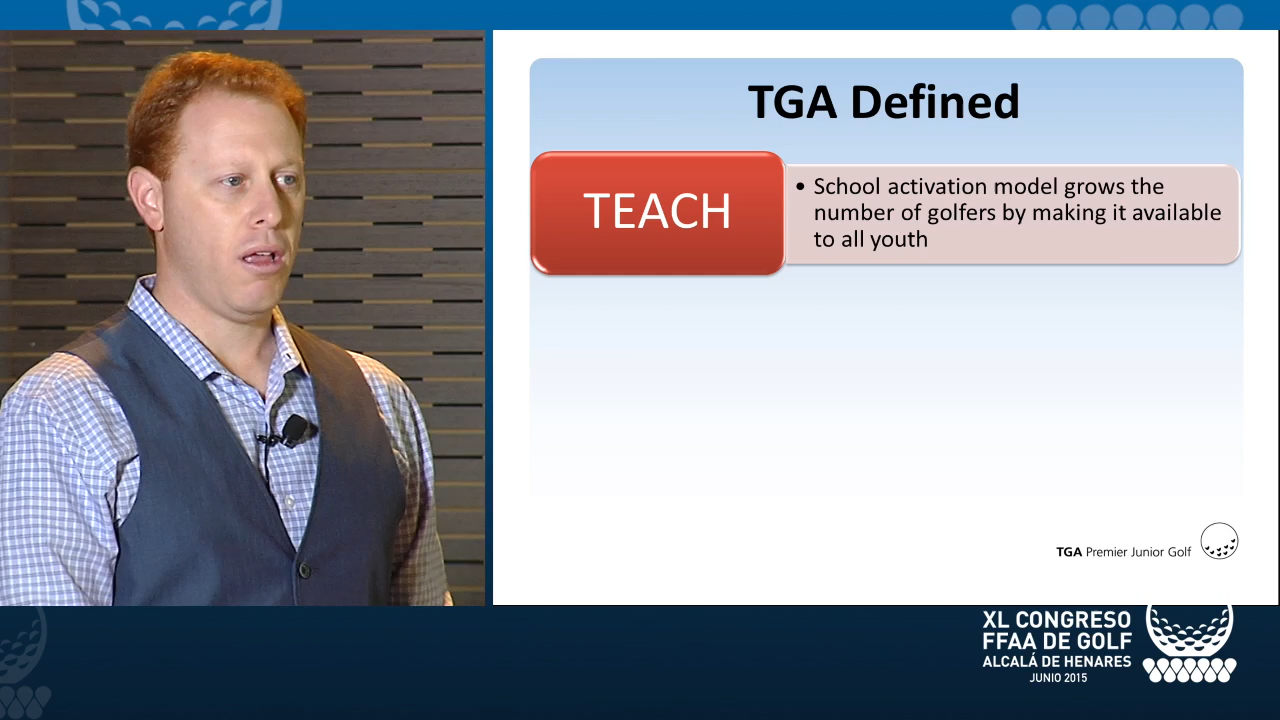 TGA Defined
TEACH
• School activation model grows the
number of golfers by making it available
to all youth
TGA Premier Junior Golf
XL CONGRESO
FFAA DE GOLF
ALCALÁ DE HENARES
JUNIO 2015